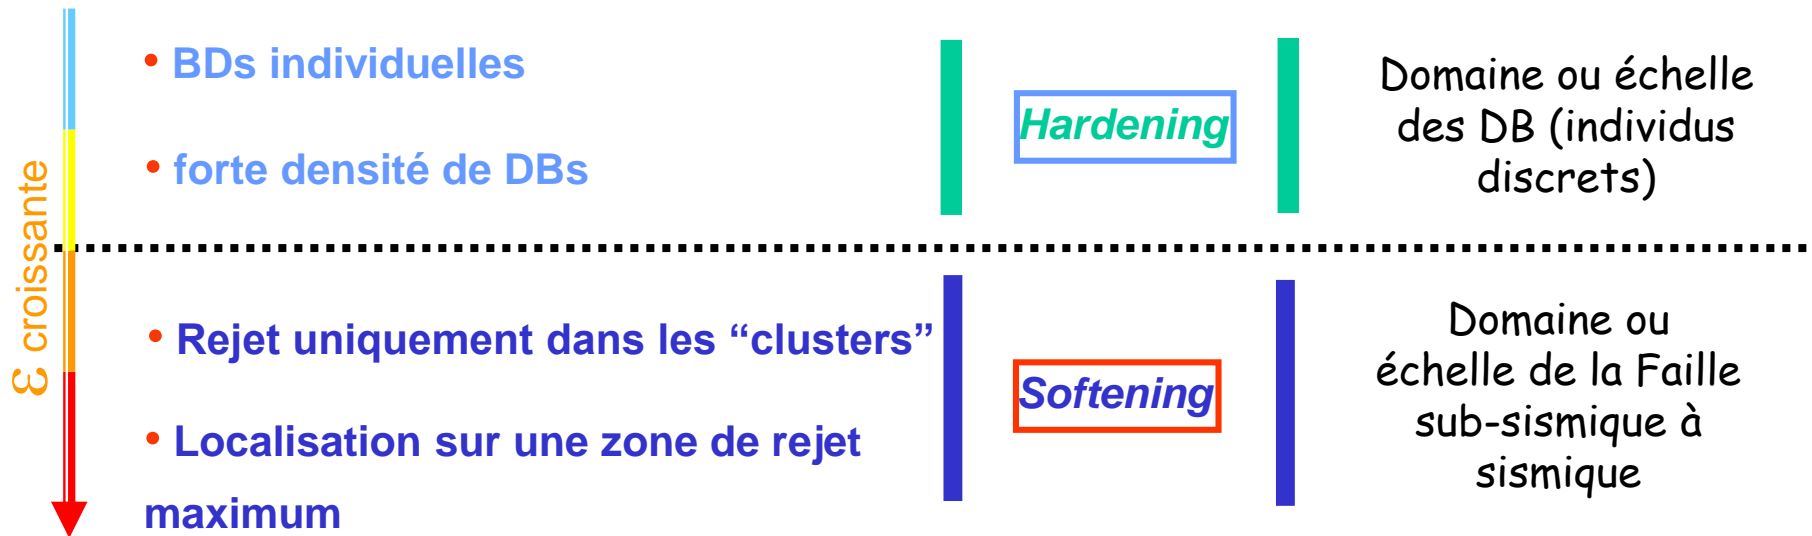 ε croissante
• BDs individuelles
• forte densité de DBs
Hardening
Domaine ou échelle
des DB (individus
discrets)
• Rejet uniquement dans les “clusters”
• Localisation sur une zone de rejet
maximum
Softening
Domaine ou
échelle de la Faille
sub-sismique à
sismique